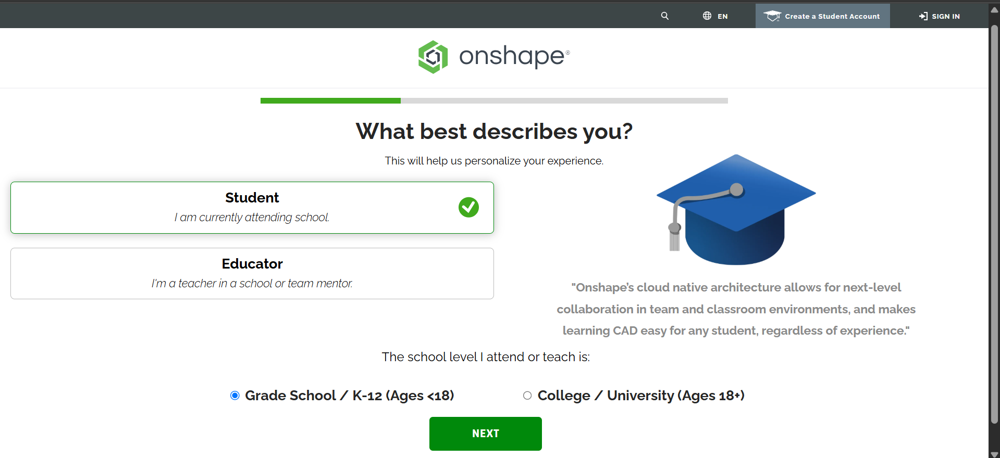 EN
Create a Student Account
SIGN IN
onshape®
What best describes you?
This will help us personalize your experience.
Student
I am currently attending school.
Educator
I'm a teacher in a school or team mentor.
"Onshape’s cloud native architecture allows for next-level
collaboration in team and classroom environments, and makes
learning CAD easy for any student, regardless of experience."
The school level I attend or teach is:
Grade School / K-12 (Ages <18)
College / University (Ages 18+)
NEXT